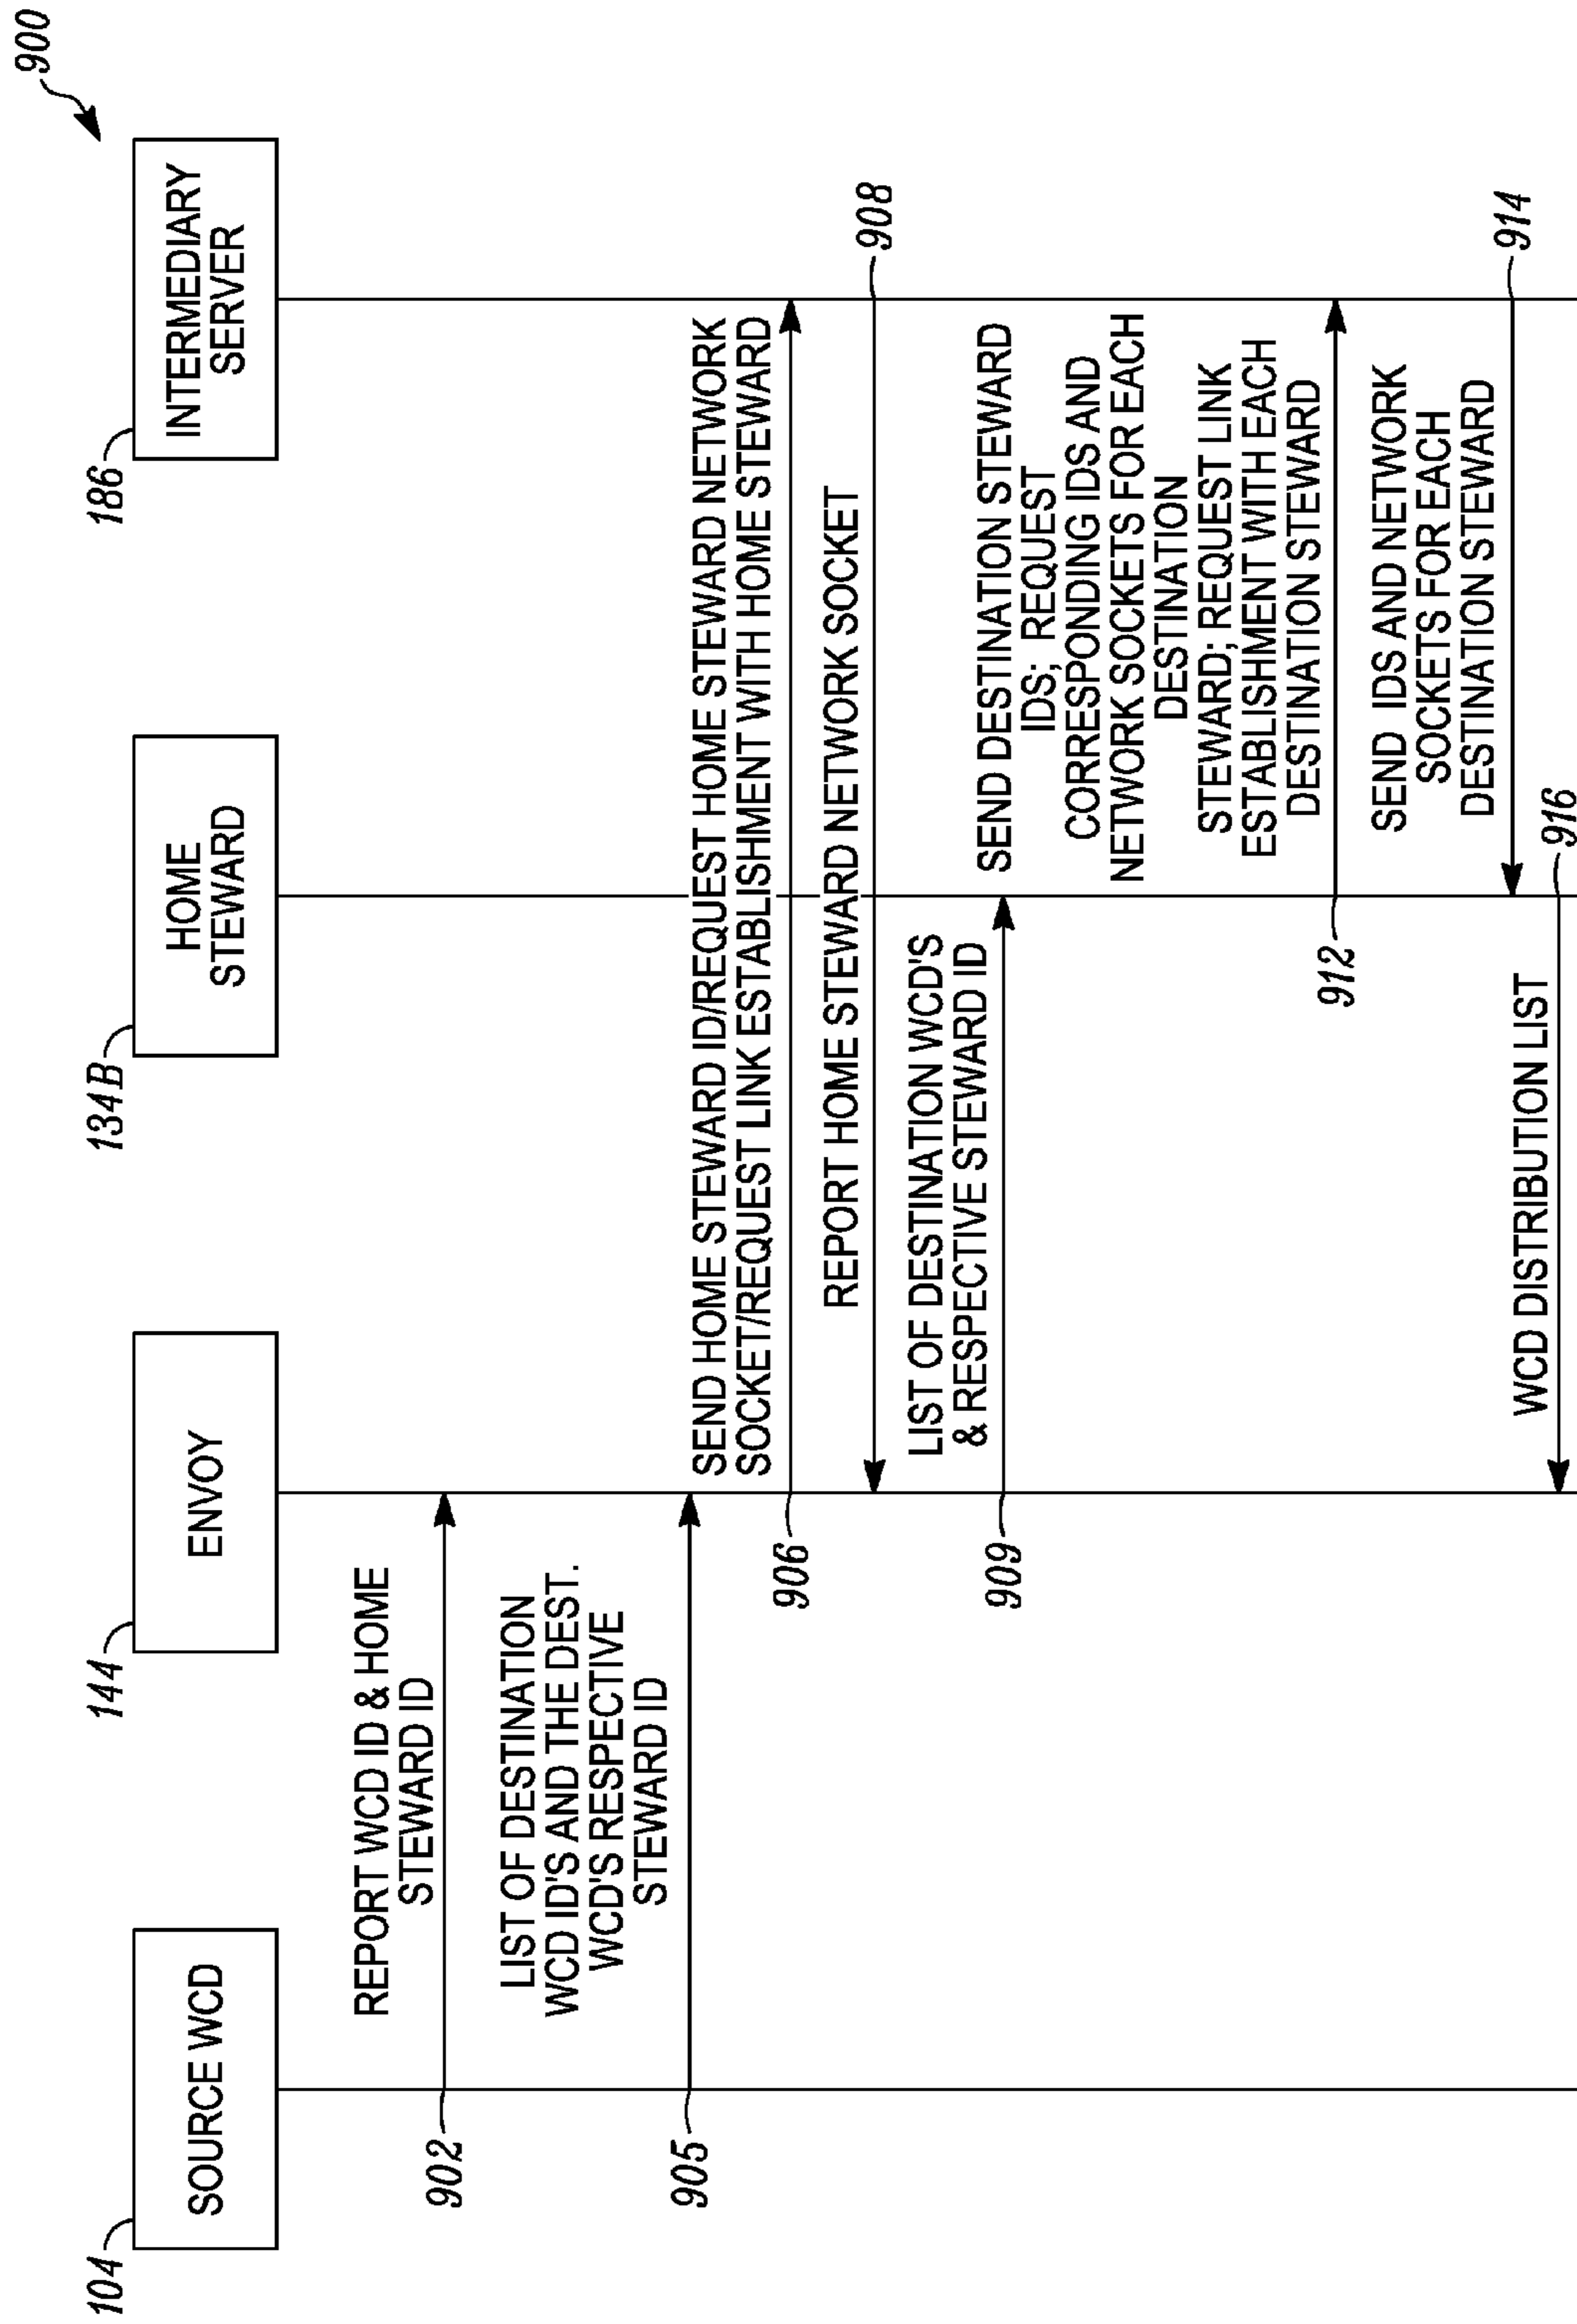 900
104
SOURCE WCD
144
ENVOY
134B
HOME
STEWARD
186
INTERMEDIARY
SERVER
REPORT WCD ID & HOME
STEWARD ID
902
LIST OF DESTINATION
WCD ID'S AND THE DEST.
WCD'S RESPECTIVE
STEWARD ID
905
SEND HOME STEWARD ID/REQUEST HOME STEWARD NETWORK
SOCKET/REQUEST LINK ESTABLISHMENT WITH HOME STEWARD
906
REPORT HOME STEWARD NETWORK SOCKET
908
LIST OF DESTINATION WCD'S
& RESPECTIVE STEWARD ID
909
SEND DESTINATION STEWARD
IDS; REQUEST
CORRESPONDING IDS AND
NETWORK SOCKETS FOR EACH
DESTINATION
STEWARD; REQUEST LINK
ESTABLISHMENT WITH EACH
DESTINATION STEWARD
912
SEND IDS AND NETWORK
SOCKETS FOR EACH
DESTINATION STEWARD
914
WCD DISTRIBUTION LIST
916